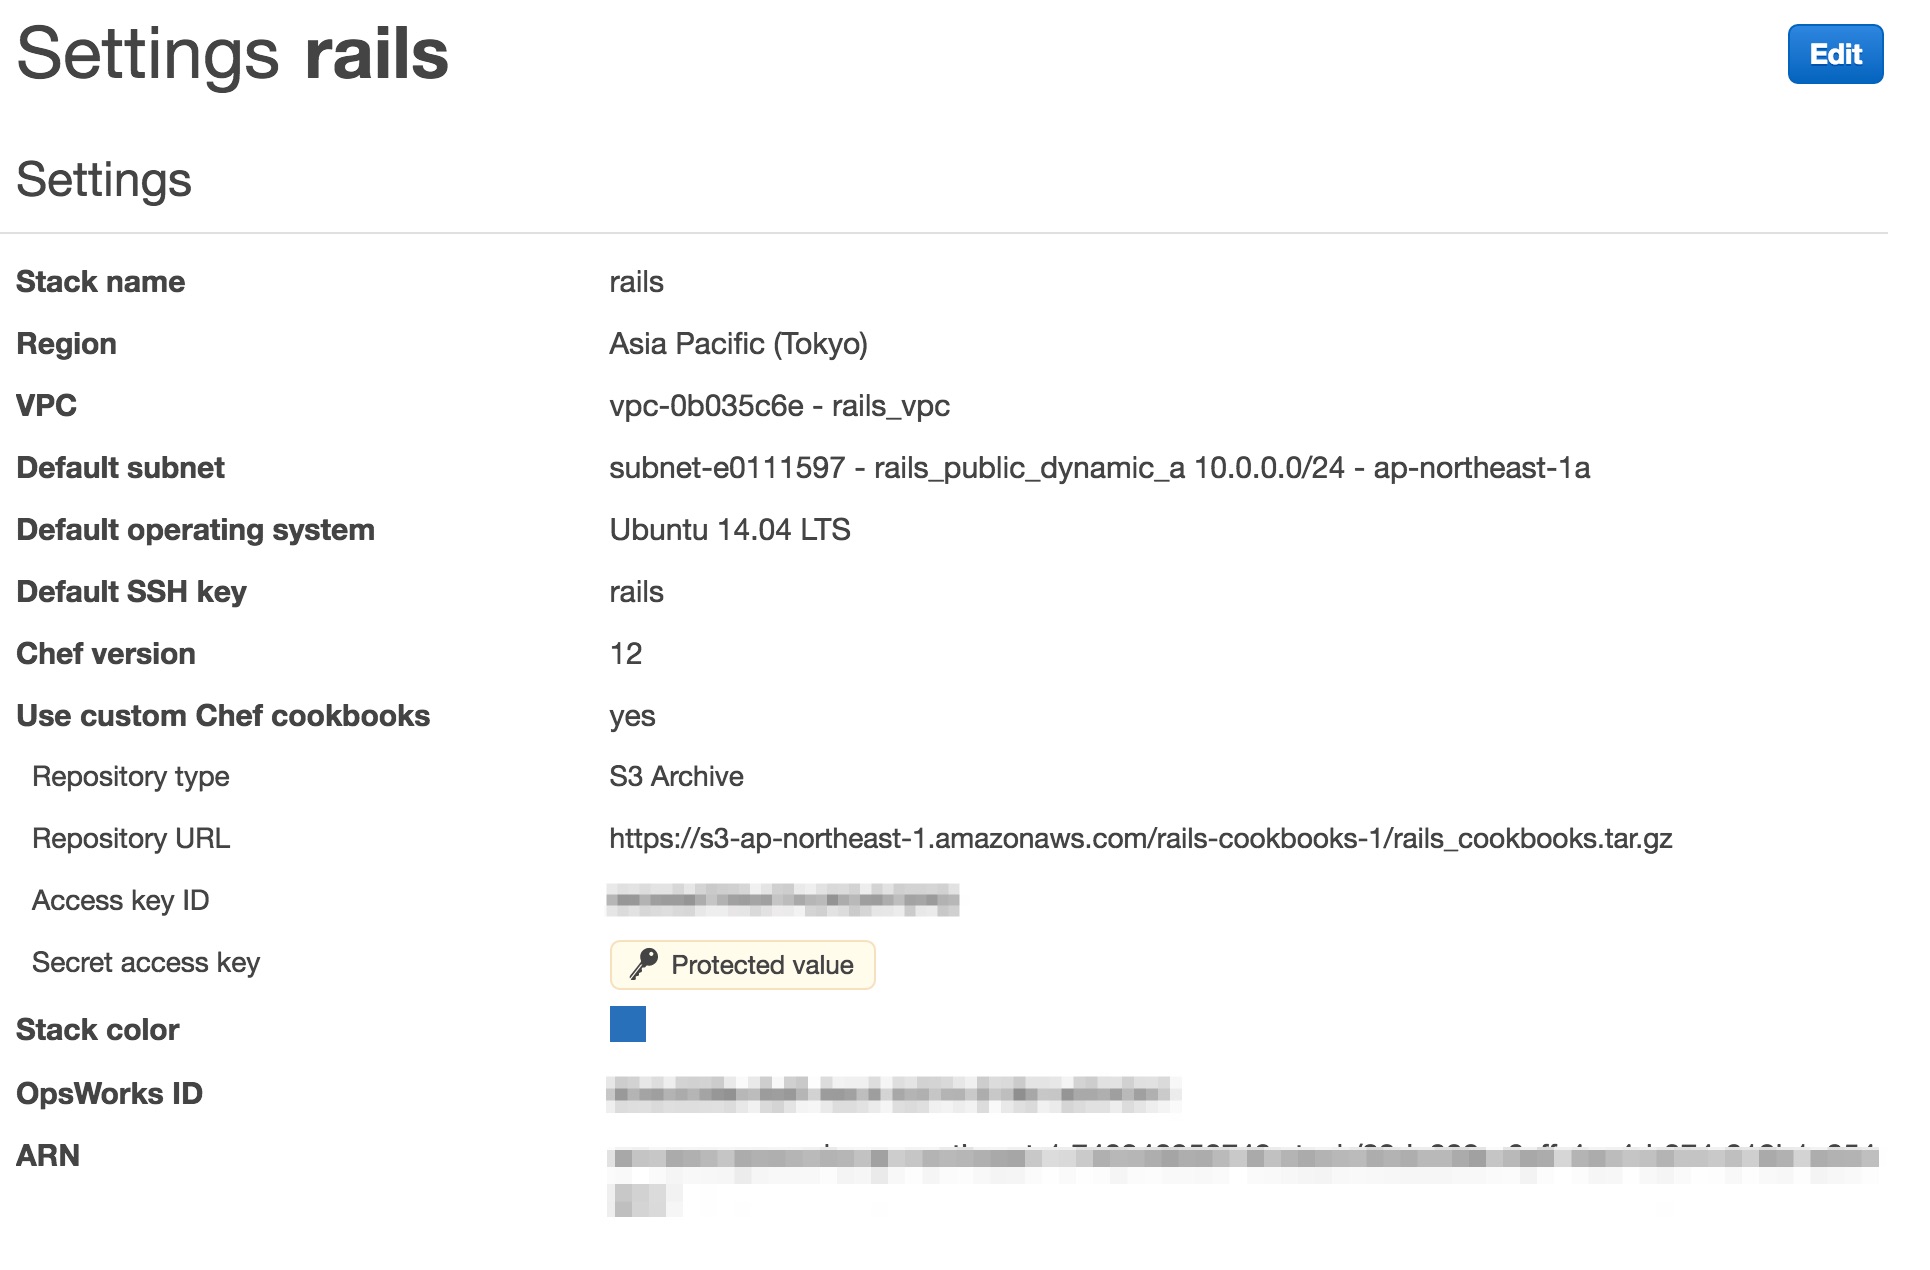 Settings rails
Edit
Settings
Stack name rails
Region Asia Pacific (Tokyo)
VPC vpc-0b035c6e - rails_vpc
Default subnet subnet-e0111597 - rails_public_dynamic_a 10.0.0.0/24 - ap-northeast-1a
Default operating system Ubuntu 14.04 LTS
Default SSH key rails
Chef version 12
Use custom Chef cookbooks yes
Repository type S3 Archive
Repository URL https://s3-ap-northeast-1.amazonaws.com/rails-cookbooks-1/rails_cookbooks.tar.gz
Access key ID
Secret access key Protected value
Stack color
OpsWorks ID
ARN